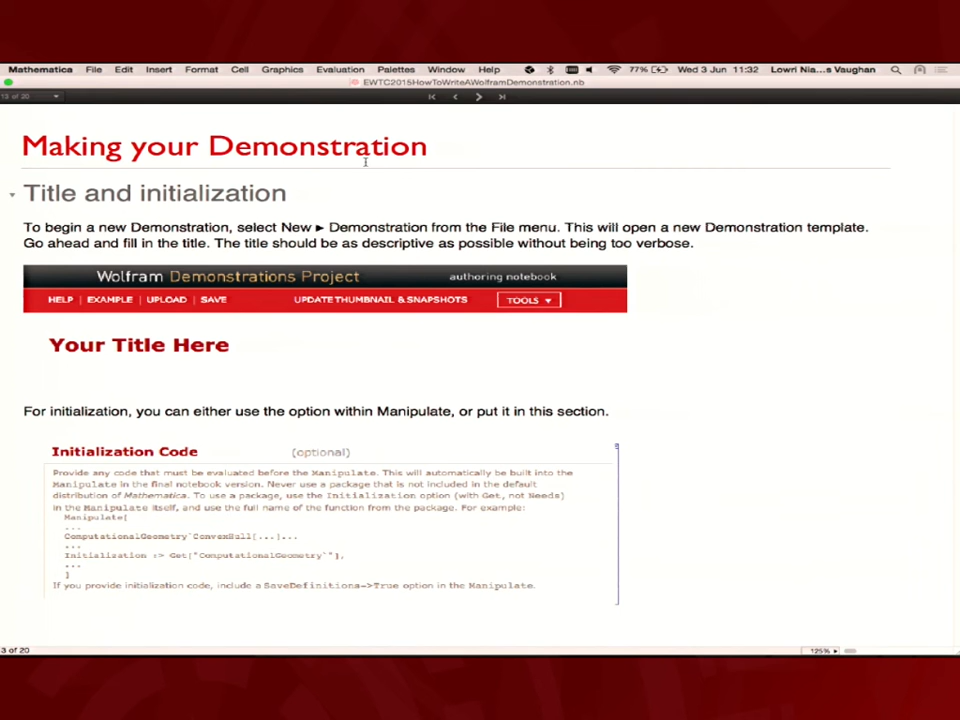 Mathematica File Edit Insert Format Cell Graphics Evaluation Palettes Window Help 77% Wed 3 Jun 11:32 Lowri Nia...s Vaughan
EWTC2015HowToWriteAWolframDemonstration.nb
13 of 20
Making your Demonstration
Title and initialization
To begin a new Demonstration, select New ► Demonstration from the File menu. This will open a new Demonstration template.
Go ahead and fill in the title. The title should be as descriptive as possible without being too verbose.
Wolfram Demonstrations Project authoring notebook
HELP | EXAMPLE | UPLOAD | SAVE UPDATE THUMBNAIL & SNAPSHOTS TOOLS ▼
Your Title Here
For initialization, you can either use the option within Manipulate, or put it in this section.
Initialization Code (optional)
Provide any code that must be evaluated before the Manipulate. This will automatically be built into the
Manipulate in the final notebook version. Never use a package that is not included in the default
distribution of Mathematica. To use a package, use the Initialization option (with Get, not Needs)
in the Manipulate itself, and use the full name of the function from the package. For example:
Manipulate[
...
ComputationalGeometry`ConvexHull[...]...
...
Initialization :> Get["ComputationalGeometry`"],
...
]
If you provide initialization code, include a SaveDefinitions->True option in the Manipulate.
3 of 20 125% ▸